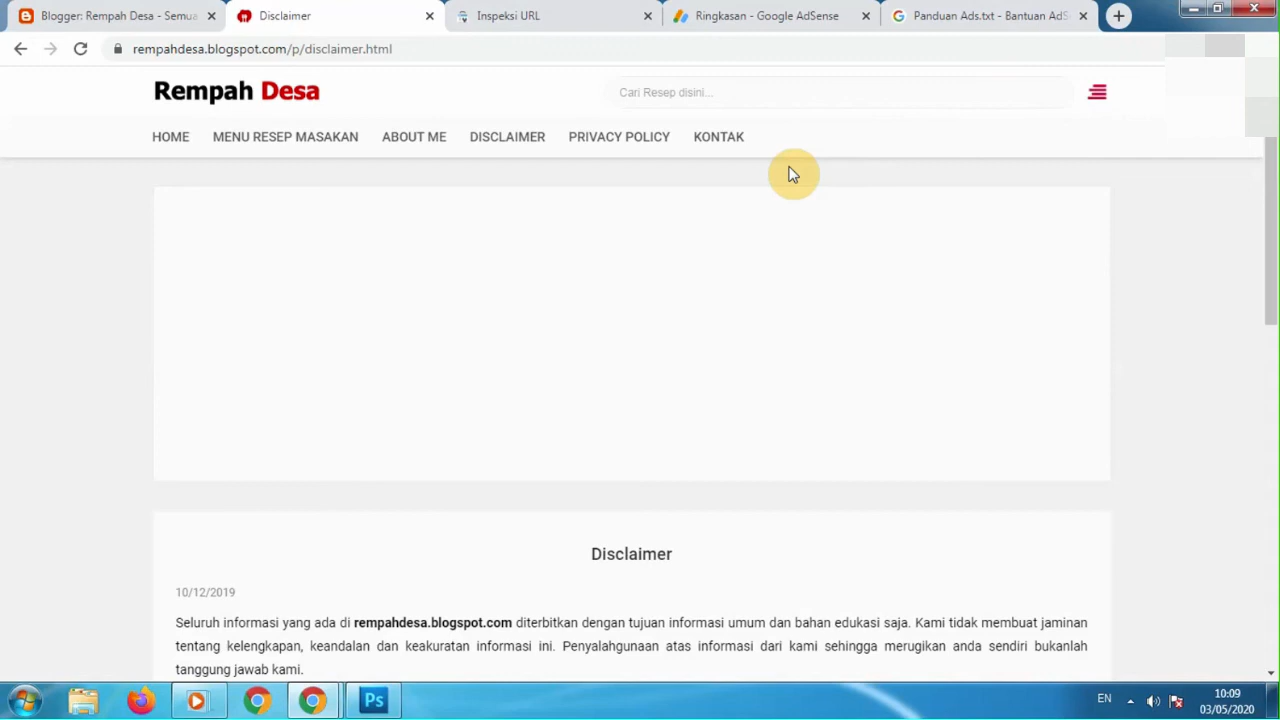 Blogger: Rempah Desa - Semua
Disclaimer
Inspeksi URL
Ringkasan - Google AdSense
Panduan Ads.txt - Bantuan AdS
rempahdesa.blogspot.com/p/disclaimer.html
Rempah Desa
Cari Resep disini...
HOME MENU RESEP MASAKAN ABOUT ME DISCLAIMER PRIVACY POLICY KONTAK
Disclaimer
10/12/2019
Seluruh informasi yang ada di rempahdesa.blogspot.com diterbitkan dengan tujuan informasi umum dan bahan edukasi saja. Kami tidak membuat jaminan
tentang kelengkapan, keandalan dan keakuratan informasi ini. Penyalahgunaan atas informasi dari kami sehingga merugikan anda sendiri bukanlah
tanggung jawab kami.
Ps
EN
10:09
03/05/2020